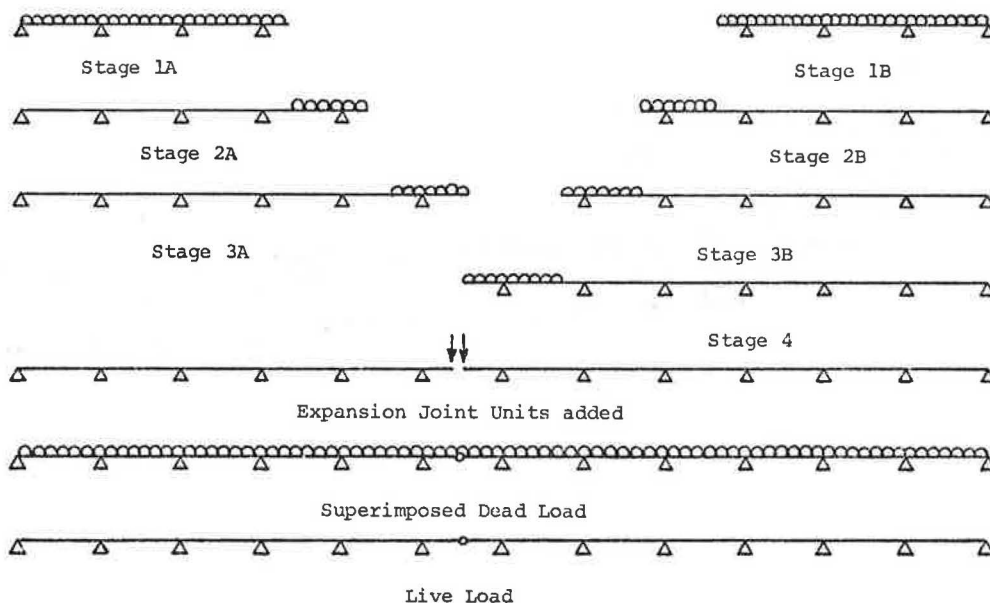 Stage 1A
Stage 1B
Stage 2A
Stage 2B
Stage 3A
Stage 3B
Stage 4
Expansion Joint Units added
Superimposed Dead Load
Live Load